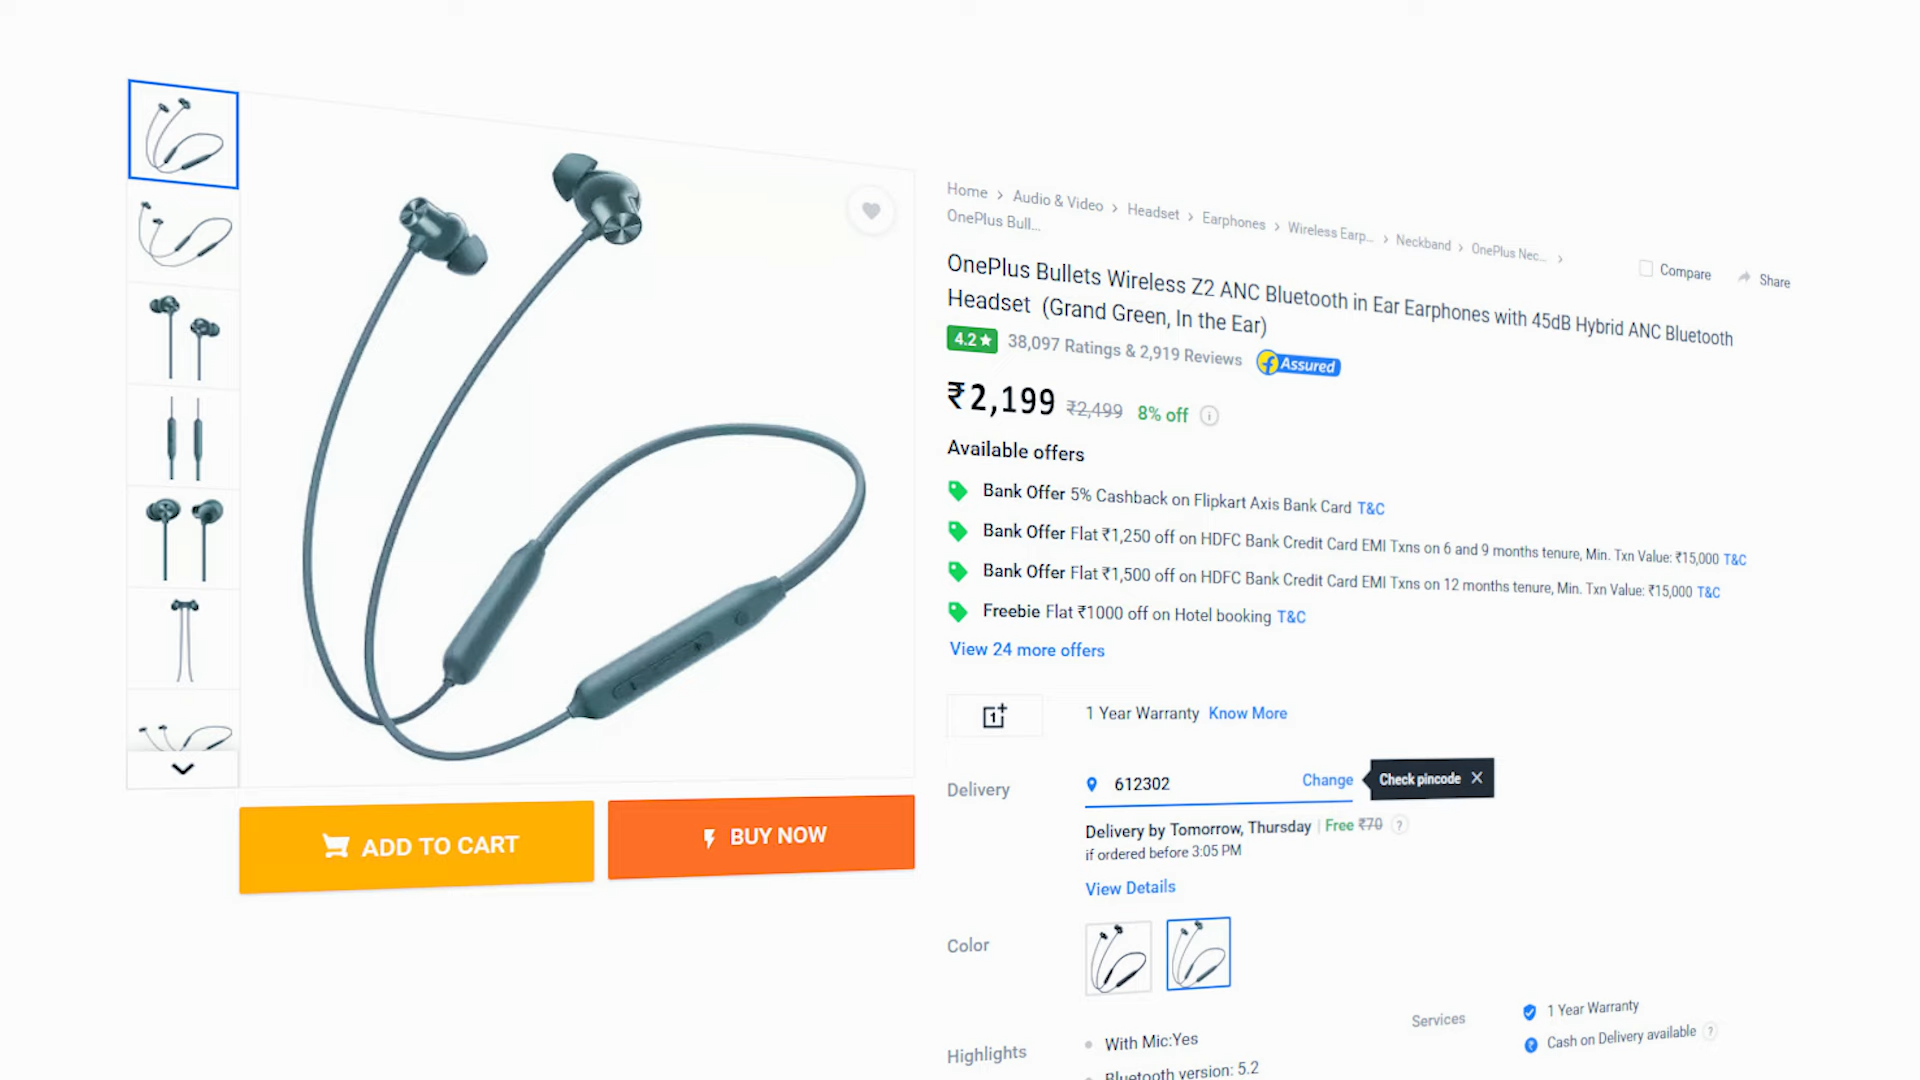 Home > Audio & Video > Headset > Earphones > Wireless Earp... > Neckband > OnePlus Nec... >
OnePlus Bull...
Compare
Share
OnePlus Bullets Wireless Z2 ANC Bluetooth in Ear Earphones with 45dB Hybrid ANC Bluetooth
Headset (Grand Green, In the Ear)
4.2★ 38,097 Ratings & 2,919 Reviews f Assured
₹2,199 ₹2,499 8% off
Available offers
Bank Offer 5% Cashback on Flipkart Axis Bank Card T&C
Bank Offer Flat ₹1,250 off on HDFC Bank Credit Card EMI Txns on 6 and 9 months tenure, Min. Txn Value: ₹15,000 T&C
Bank Offer Flat ₹1,500 off on HDFC Bank Credit Card EMI Txns on 12 months tenure, Min. Txn Value: ₹15,000 T&C
Freebie Flat ₹1000 off on Hotel booking T&C
View 24 more offers
1 Year Warranty Know More
Delivery
612302
Change
Check pincode
Delivery by Tomorrow, Thursday | Free ₹70 ?
if ordered before 3:05 PM
View Details
ADD TO CART
BUY NOW
Color
Highlights
With Mic:Yes
Bluetooth version: 5.2
Services
1 Year Warranty
Cash on Delivery available ?